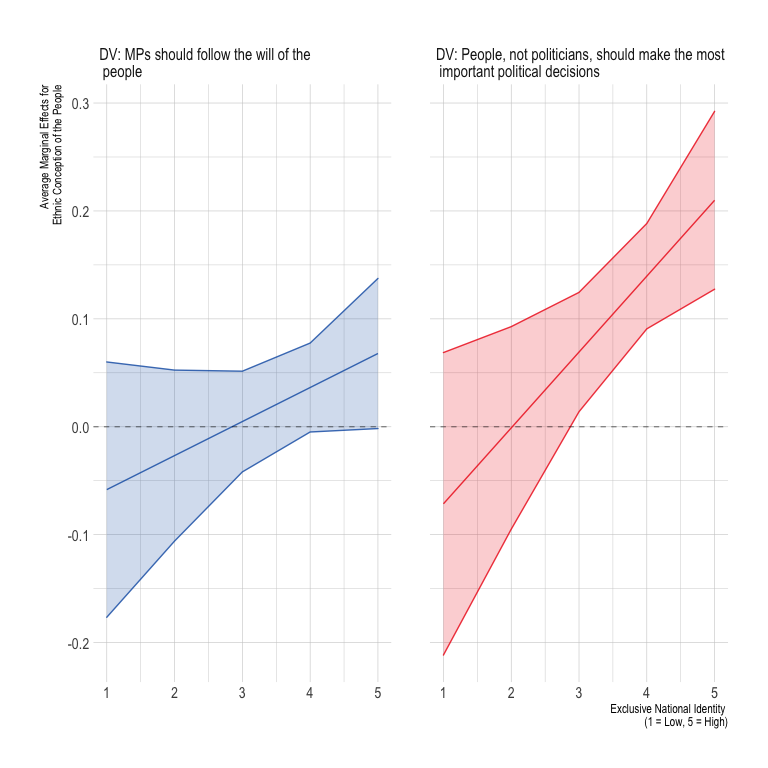 DV: MPs should follow the will of the
people
DV: People, not politicians, should make the most
important political decisions
Average Marginal Effects for
Ethnic Conception of the People
0.3
0.2
0.1
0.0
-0.1
-0.2
1 2 3 4 5
1 2 3 4 5
Exclusive National Identity
(1 = Low, 5 = High)